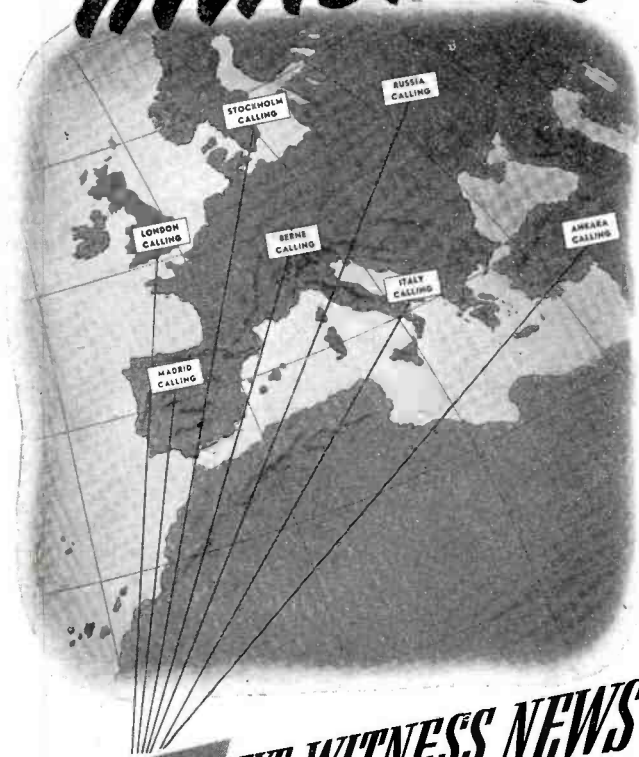 STOCKHOLM
CALLING
RUSSIA
CALLING
LONDON
CALLING
BERNE
CALLING
ANKARA
CALLING
ITALY
CALLING
MADRID
CALLING
WITNESS NEWS